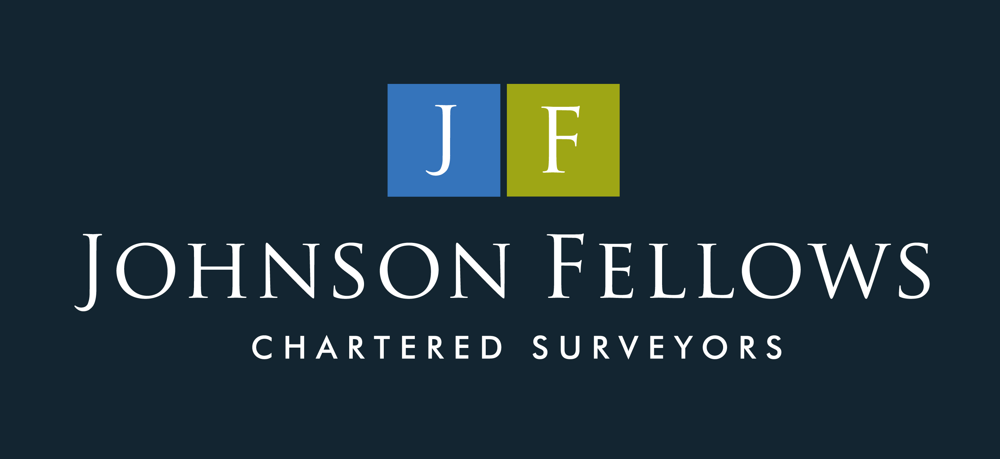 J F
JOHNSON FELLOWS
CHARTERED SURVEYORS